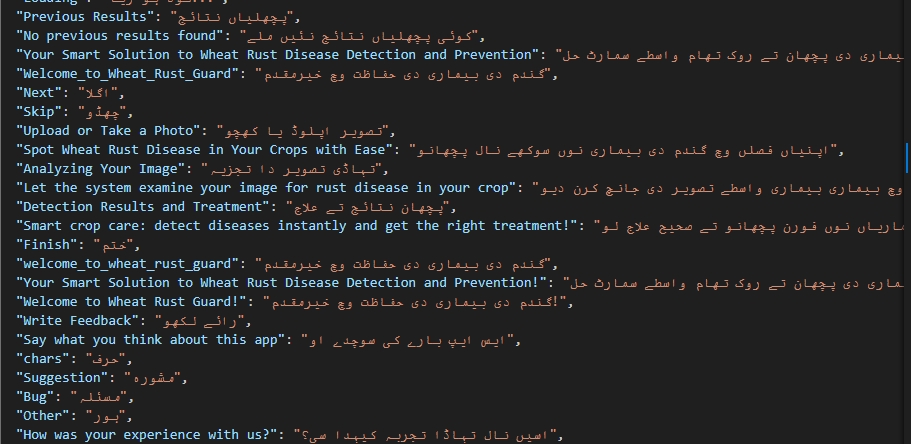 "Previous Results": "پچھلیاں نتائج",
"No previous results found": "کوئی پچھلیاں نتائج نئیں ملے",
"Your Smart Solution to Wheat Rust Disease Detection and Prevention": "بیماری دی پچھان تے روک تھام واسطے سمارٹ حل
"Welcome_to_Wheat_Rust_Guard": "گندم دی بیماری دی حفاظت وچ خیرمقدم",
"Next": "اگلا",
"Skip": "چھڈو",
"Upload or Take a Photo": "تصویر اپلوڈ یا کھچو",
"Spot Wheat Rust Disease in Your Crops with Ease": "اپنیاں فصلں وچ گندم دی بیماری نوں سوکھے نال پچھانو",
"Analyzing Your Image": "تہاڈی تصویر دا تجزیہ",
"Let the system examine your image for rust disease in your crop": "وچ بیماری بیماری واسطے تصویر دی جانچ کرن دیو
"Detection Results and Treatment": "پچھان نتائج تے علاج",
"Smart crop care: detect diseases instantly and get the right treatment!": "نوں فورن پچھانو تے صحیح علاج لو
"Finish": "ختم",
"welcome_to_wheat_rust_guard": "گندم دی بیماری دی حفاظت وچ خیرمقدم",
"Your Smart Solution to Wheat Rust Disease Detection and Prevention!": "دی پچھان تے روک تھام واسطے سمارٹ حل
"Welcome to Wheat Rust Guard!": "گندم دی بیماری دی حفاظت وچ خیرمقدم!",
"Write Feedback": "رائے لکھو",
"Say what you think about this app": "ایس ایپ بارے کی سوچدے او",
"chars": "حرف",
"Suggestion": "مشورہ",
"Bug": "مسئلہ",
"Other": "ہور",
"How was your experience with us?": "اسیں نال تہاڈا تجربہ کیہدا سی؟",